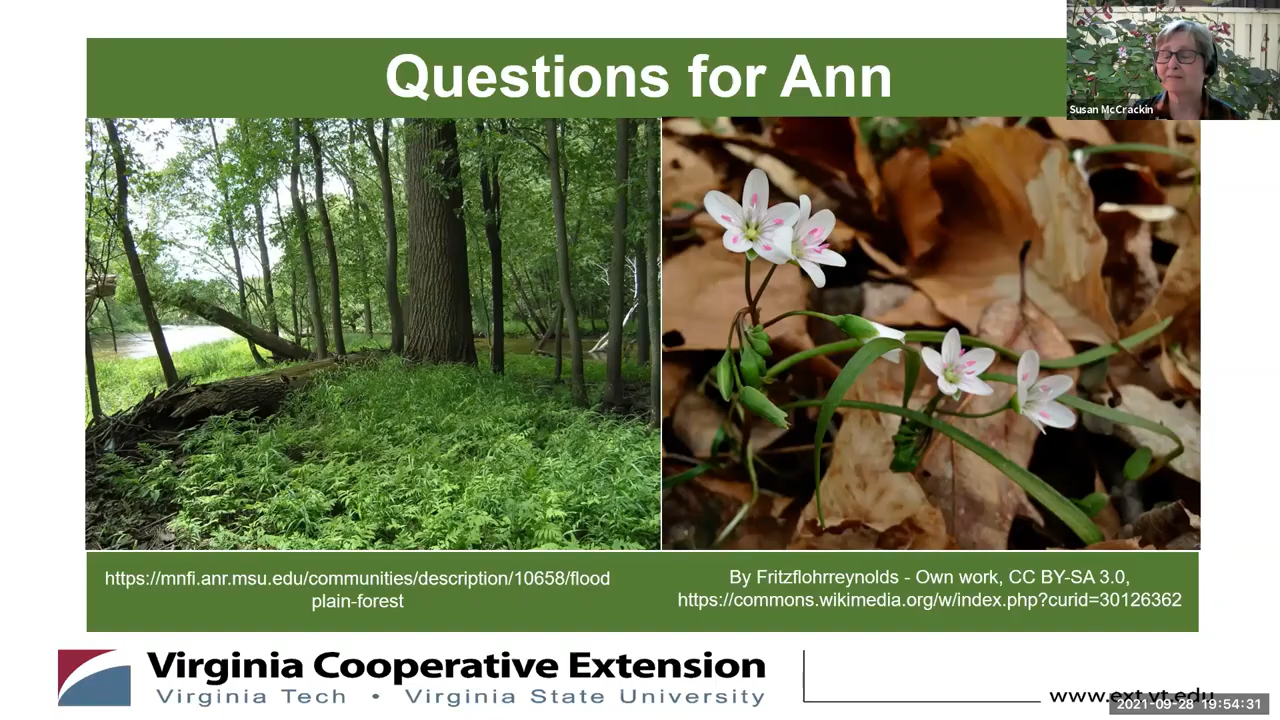 Questions for Ann
Susan McCrackin
https://mnfi.anr.msu.edu/communities/description/10658/flood
plain-forest
By Fritzflohrreynolds - Own work, CC BY-SA 3.0,
https://commons.wikimedia.org/w/index.php?curid=30126362
Virginia Cooperative Extension
Virginia Tech • Virginia State University
www.ext.vt.edu
2021-09-28 19:54:31